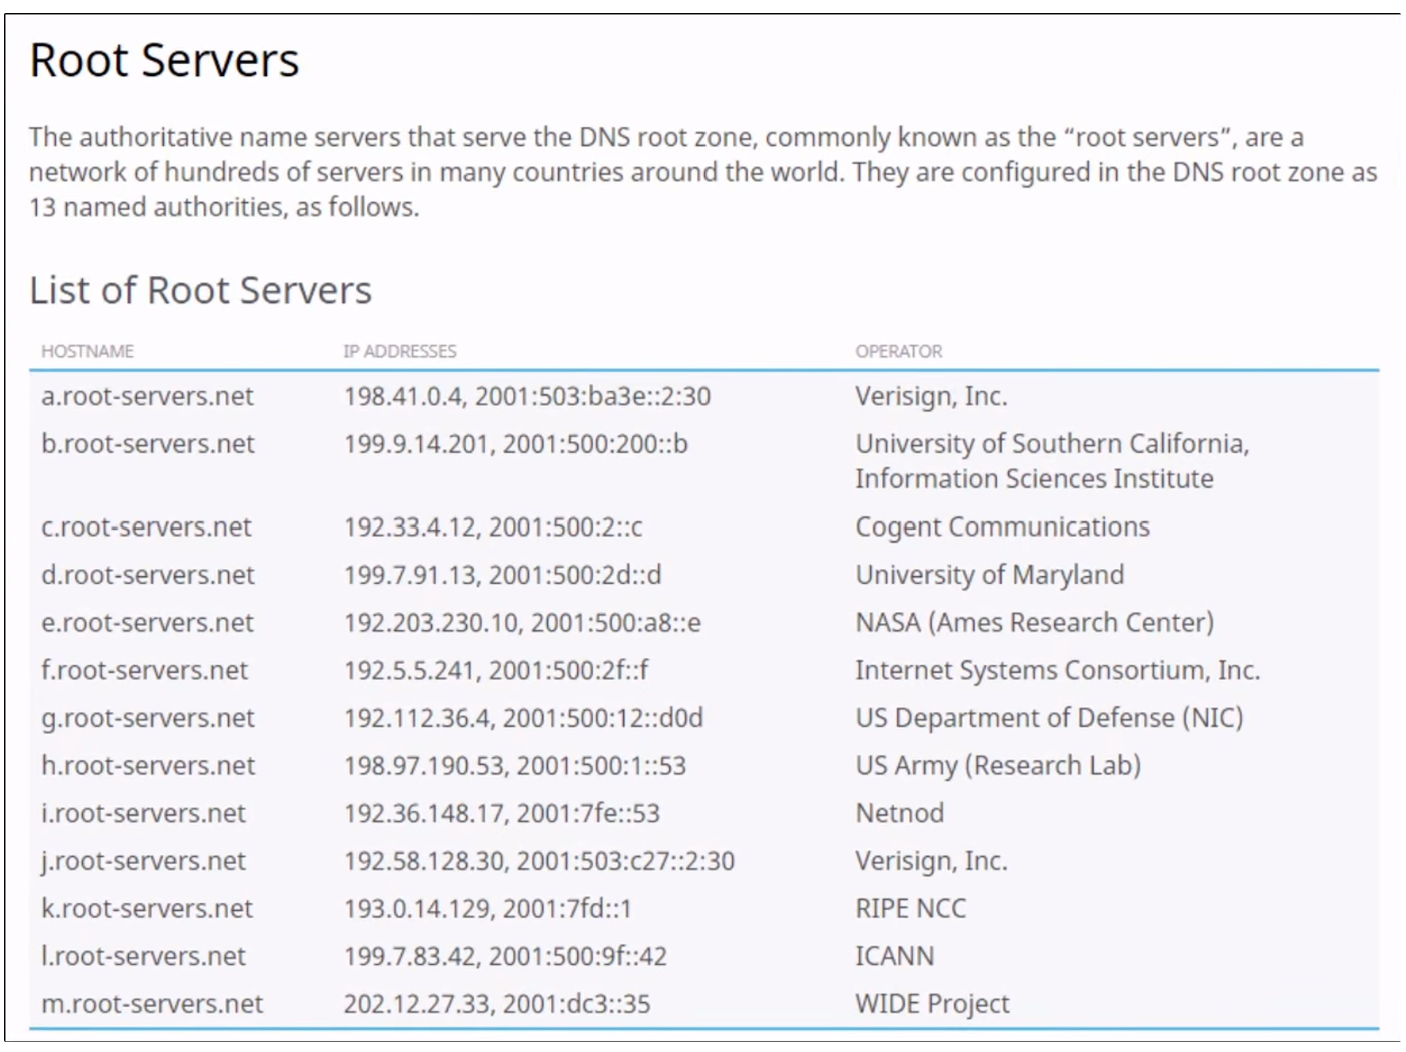 Root Servers
The authoritative name servers that serve the DNS root zone, commonly known as the “root servers”, are a
network of hundreds of servers in many countries around the world. They are configured in the DNS root zone as
13 named authorities, as follows.
List of Root Servers
HOSTNAME IP ADDRESSES OPERATOR
a.root-servers.net 198.41.0.4, 2001:503:ba3e::2:30 Verisign, Inc.
b.root-servers.net 199.9.14.201, 2001:500:200::b University of Southern California,
Information Sciences Institute
c.root-servers.net 192.33.4.12, 2001:500:2::c Cogent Communications
d.root-servers.net 199.7.91.13, 2001:500:2d::d University of Maryland
e.root-servers.net 192.203.230.10, 2001:500:a8::e NASA (Ames Research Center)
f.root-servers.net 192.5.5.241, 2001:500:2f::f Internet Systems Consortium, Inc.
g.root-servers.net 192.112.36.4, 2001:500:12::d0d US Department of Defense (NIC)
h.root-servers.net 198.97.190.53, 2001:500:1::53 US Army (Research Lab)
i.root-servers.net 192.36.148.17, 2001:7fe::53 Netnod
j.root-servers.net 192.58.128.30, 2001:503:c27::2:30 Verisign, Inc.
k.root-servers.net 193.0.14.129, 2001:7fd::1 RIPE NCC
l.root-servers.net 199.7.83.42, 2001:500:9f::42 ICANN
m.root-servers.net 202.12.27.33, 2001:dc3::35 WIDE Project